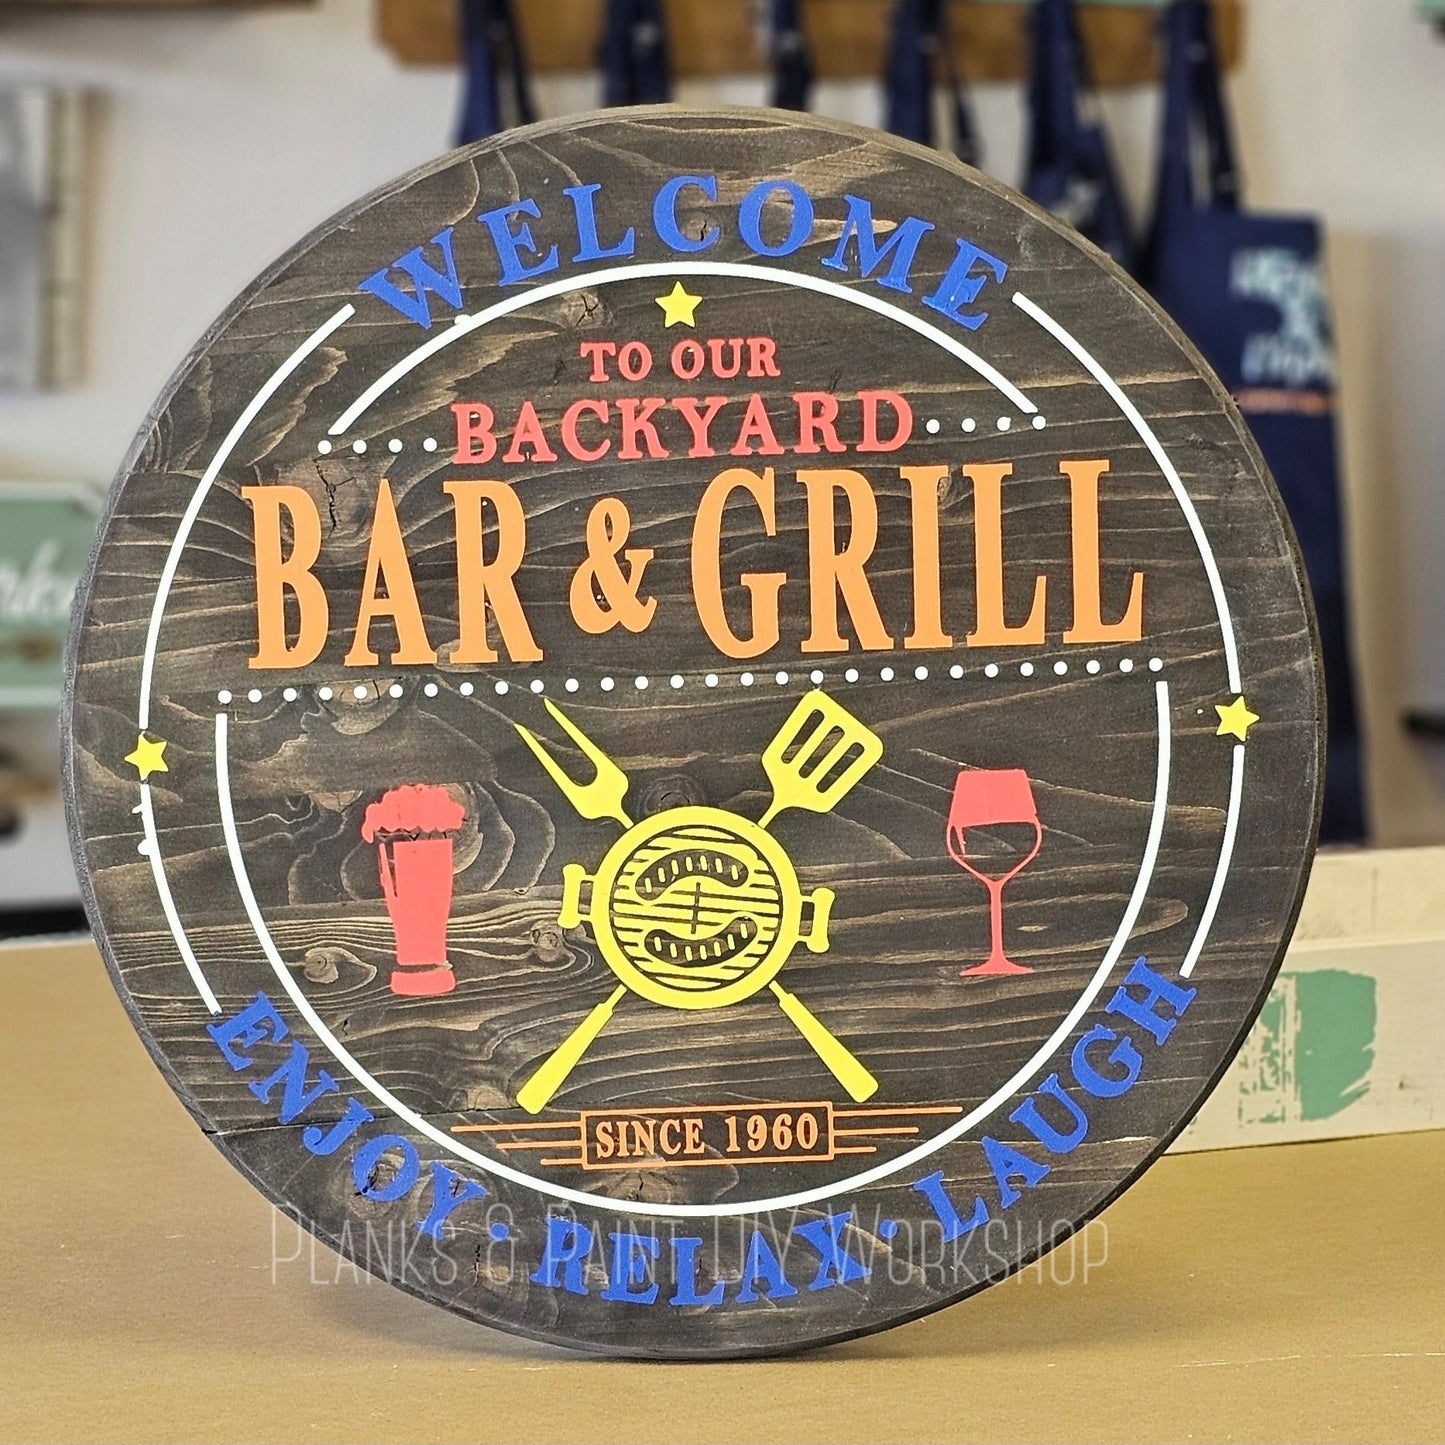 WELCOME
TO OUR
BACKYARD
BAR & GRILL
SINCE 1960
ENJOY · RELAX · LAUGH
PLANKS & PAINT DIY WORKSHOP